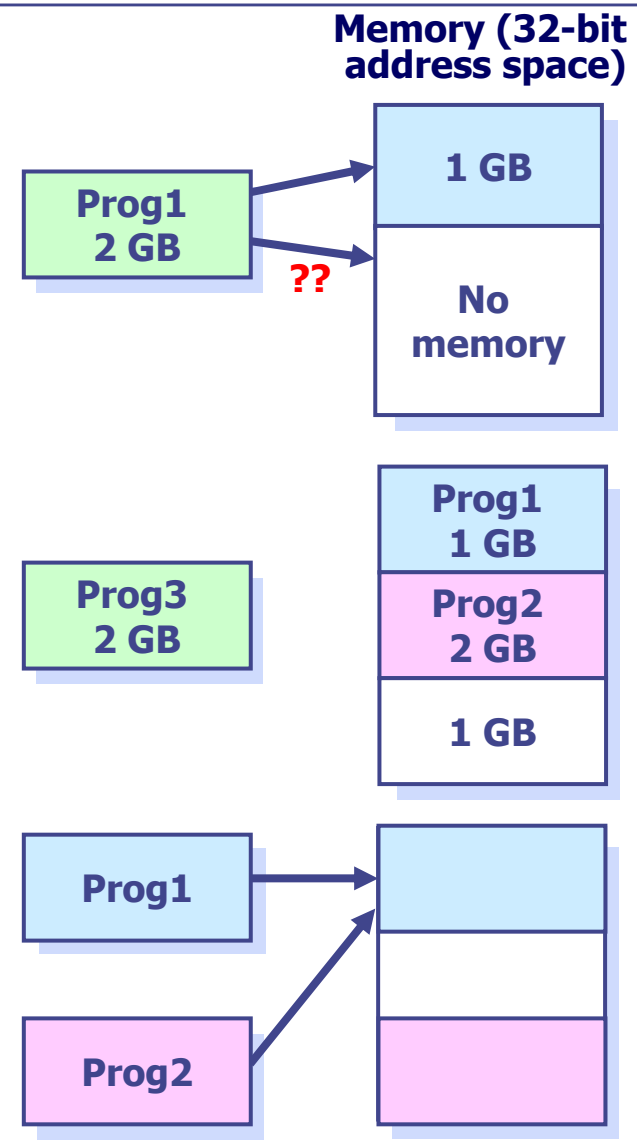 Memory (32-bit
address space)
1 GB
Prog1
2 GB
??
No
memory
Prog1
1 GB
Prog3
2 GB
Prog2
2 GB
1 GB
Prog1
Prog2